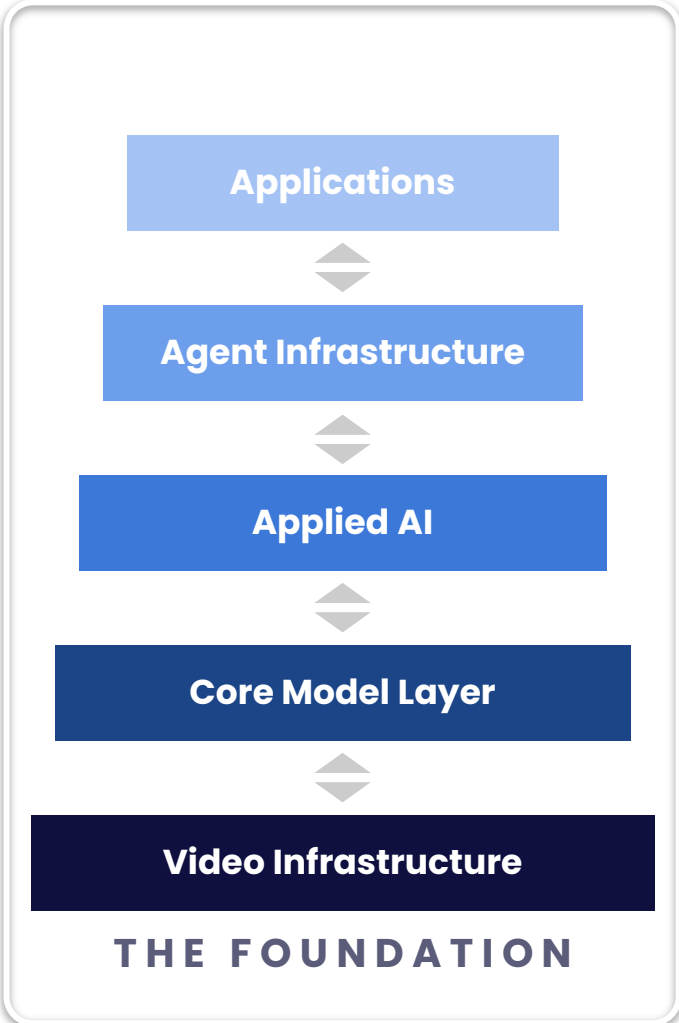 Applications
Agent Infrastructure
Applied AI
Core Model Layer
Video Infrastructure
THE FOUNDATION